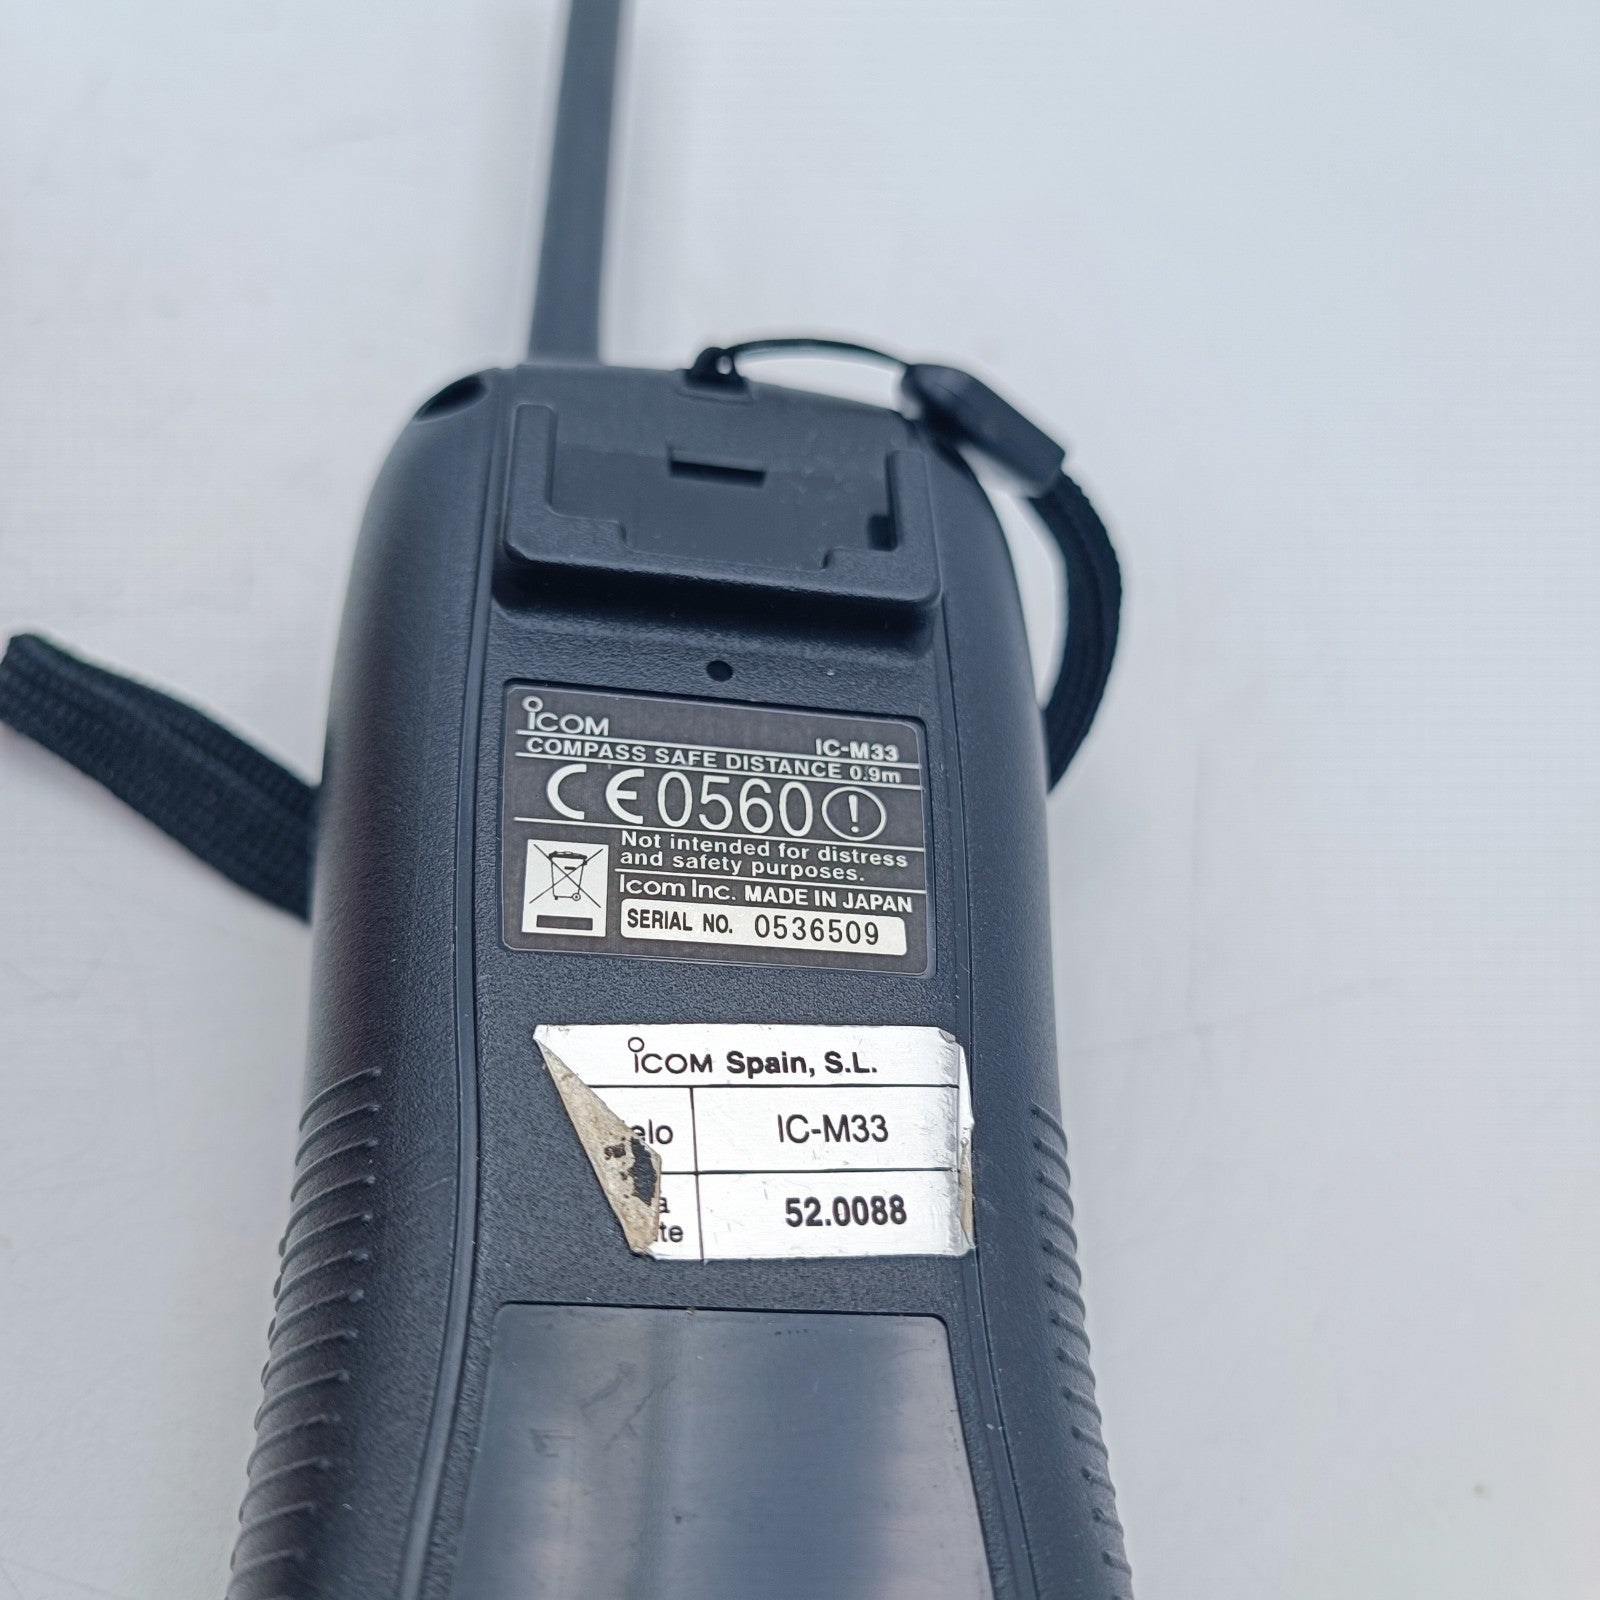 iCOM
IC-M33
COMPASS SAFE DISTANCE 0.9m
CE0560
Not intended for distress
and safety purposes.
Icom Inc. MADE IN JAPAN
SERIAL NO. 0536509
iCOM Spain, S.L.
elo IC-M33
52.0088